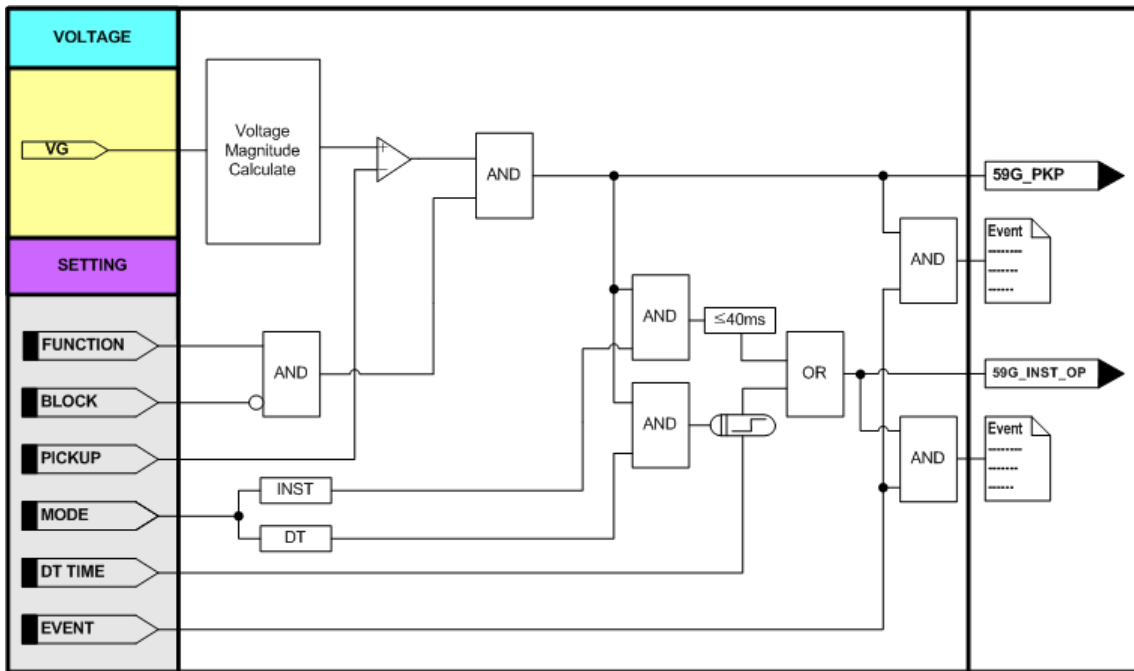 VOLTAGE
VG
Voltage
Magnitude
Calculate
+
−
AND
59G_PKP
Event
AND
SETTING
FUNCTION
BLOCK
PICKUP
MODE
DT TIME
EVENT
AND
INST
DT
AND
≤40ms
AND
OR
59G_INST_OP
AND
Event